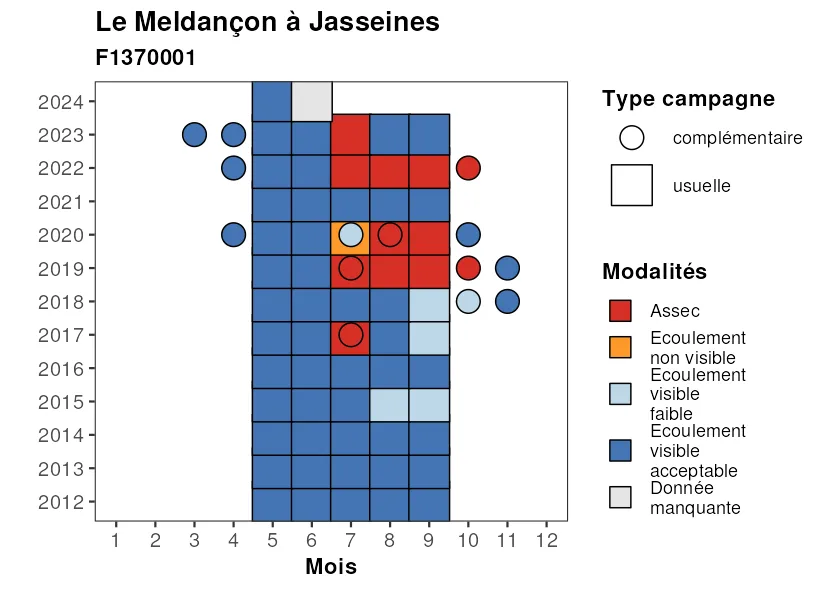 Le Meldançon à Jasseines
F1370001
2024
2023
2022
2021
2020
2019
2018
2017
2016
2015
2014
2013
2012
1 2 3 4 5 6 7 8 9 10 11 12
Mois
Type campagne
complémentaire
usuelle
Modalités
Assec
Ecoulement
non visible
Ecoulement
visible
faible
Ecoulement
visible
acceptable
Donnée
manquante